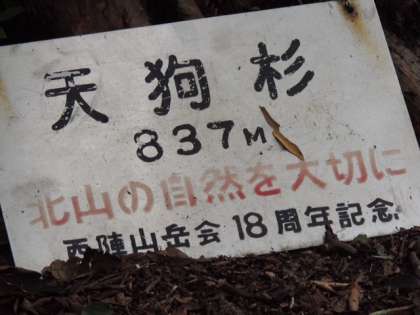 天狗杉
837M
北山の自然を大切に
西陣山岳会18周年記念